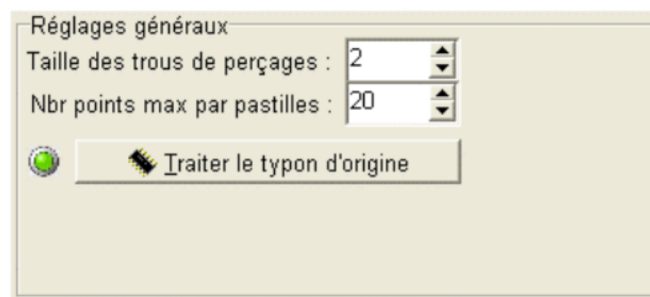 Réglages généraux
Taille des trous de perçages : 2
Nbr points max par pastilles : 20
Traiter le typon d'origine